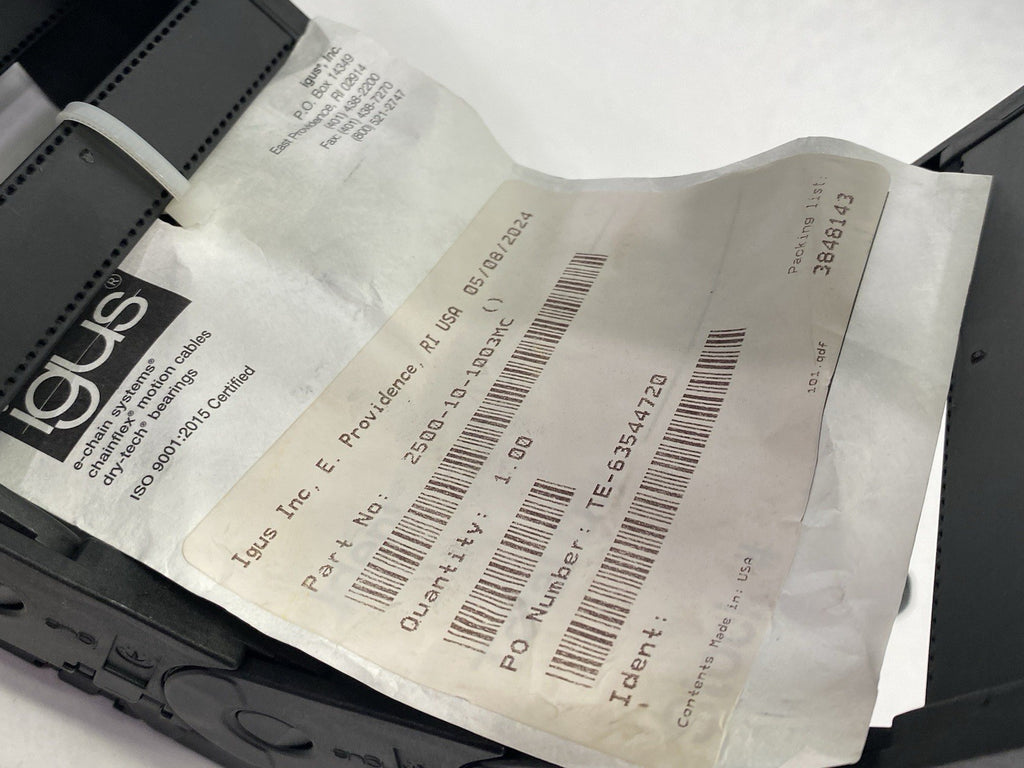 igus® Inc.
P.O. Box 14349
East Providence, RI 02914
(401) 438-2200
Fax (401) 438-7270
(800) 521-2747
igus®
e-chain systems®
chainflex® motion cables
dry-tech® bearings
ISO 9001:2015 Certified
Igus Inc, E. Providence, RI USA 05/08/2024
Part No: 2500-10-1003MC ()
Quantity: 1.00
PO Number: TE-63544720
Ident:
Contents Made in: USA
Packing list:
3848143
101.qdf
igus
igus